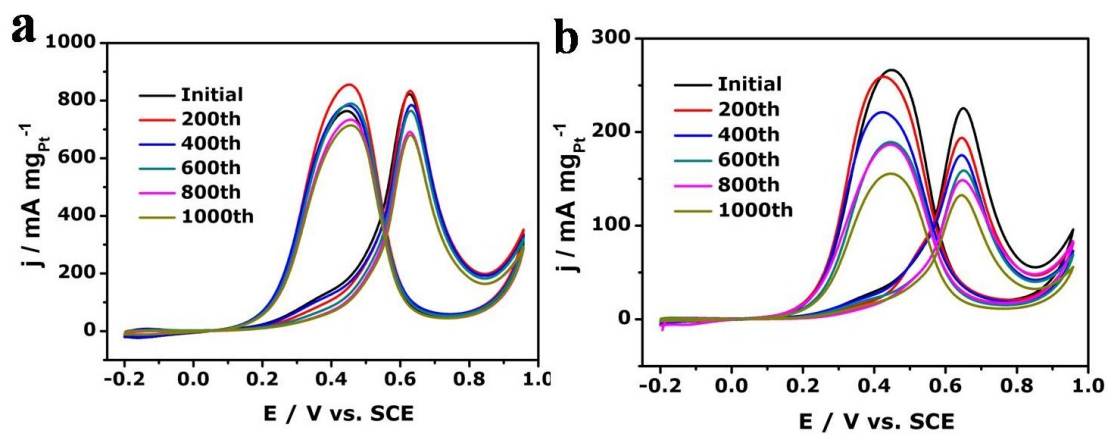 a
1000
800
600
400
200
0
-0.2 0.0 0.2 0.4 0.6 0.8 1.0
E / V vs. SCE
j / mA mgPt-1
Initial
200th
400th
600th
800th
1000th
b
300
200
100
0
-0.2 0.0 0.2 0.4 0.6 0.8 1.0
E / V vs. SCE
j / mA mgPt-1
Initial
200th
400th
600th
800th
1000th